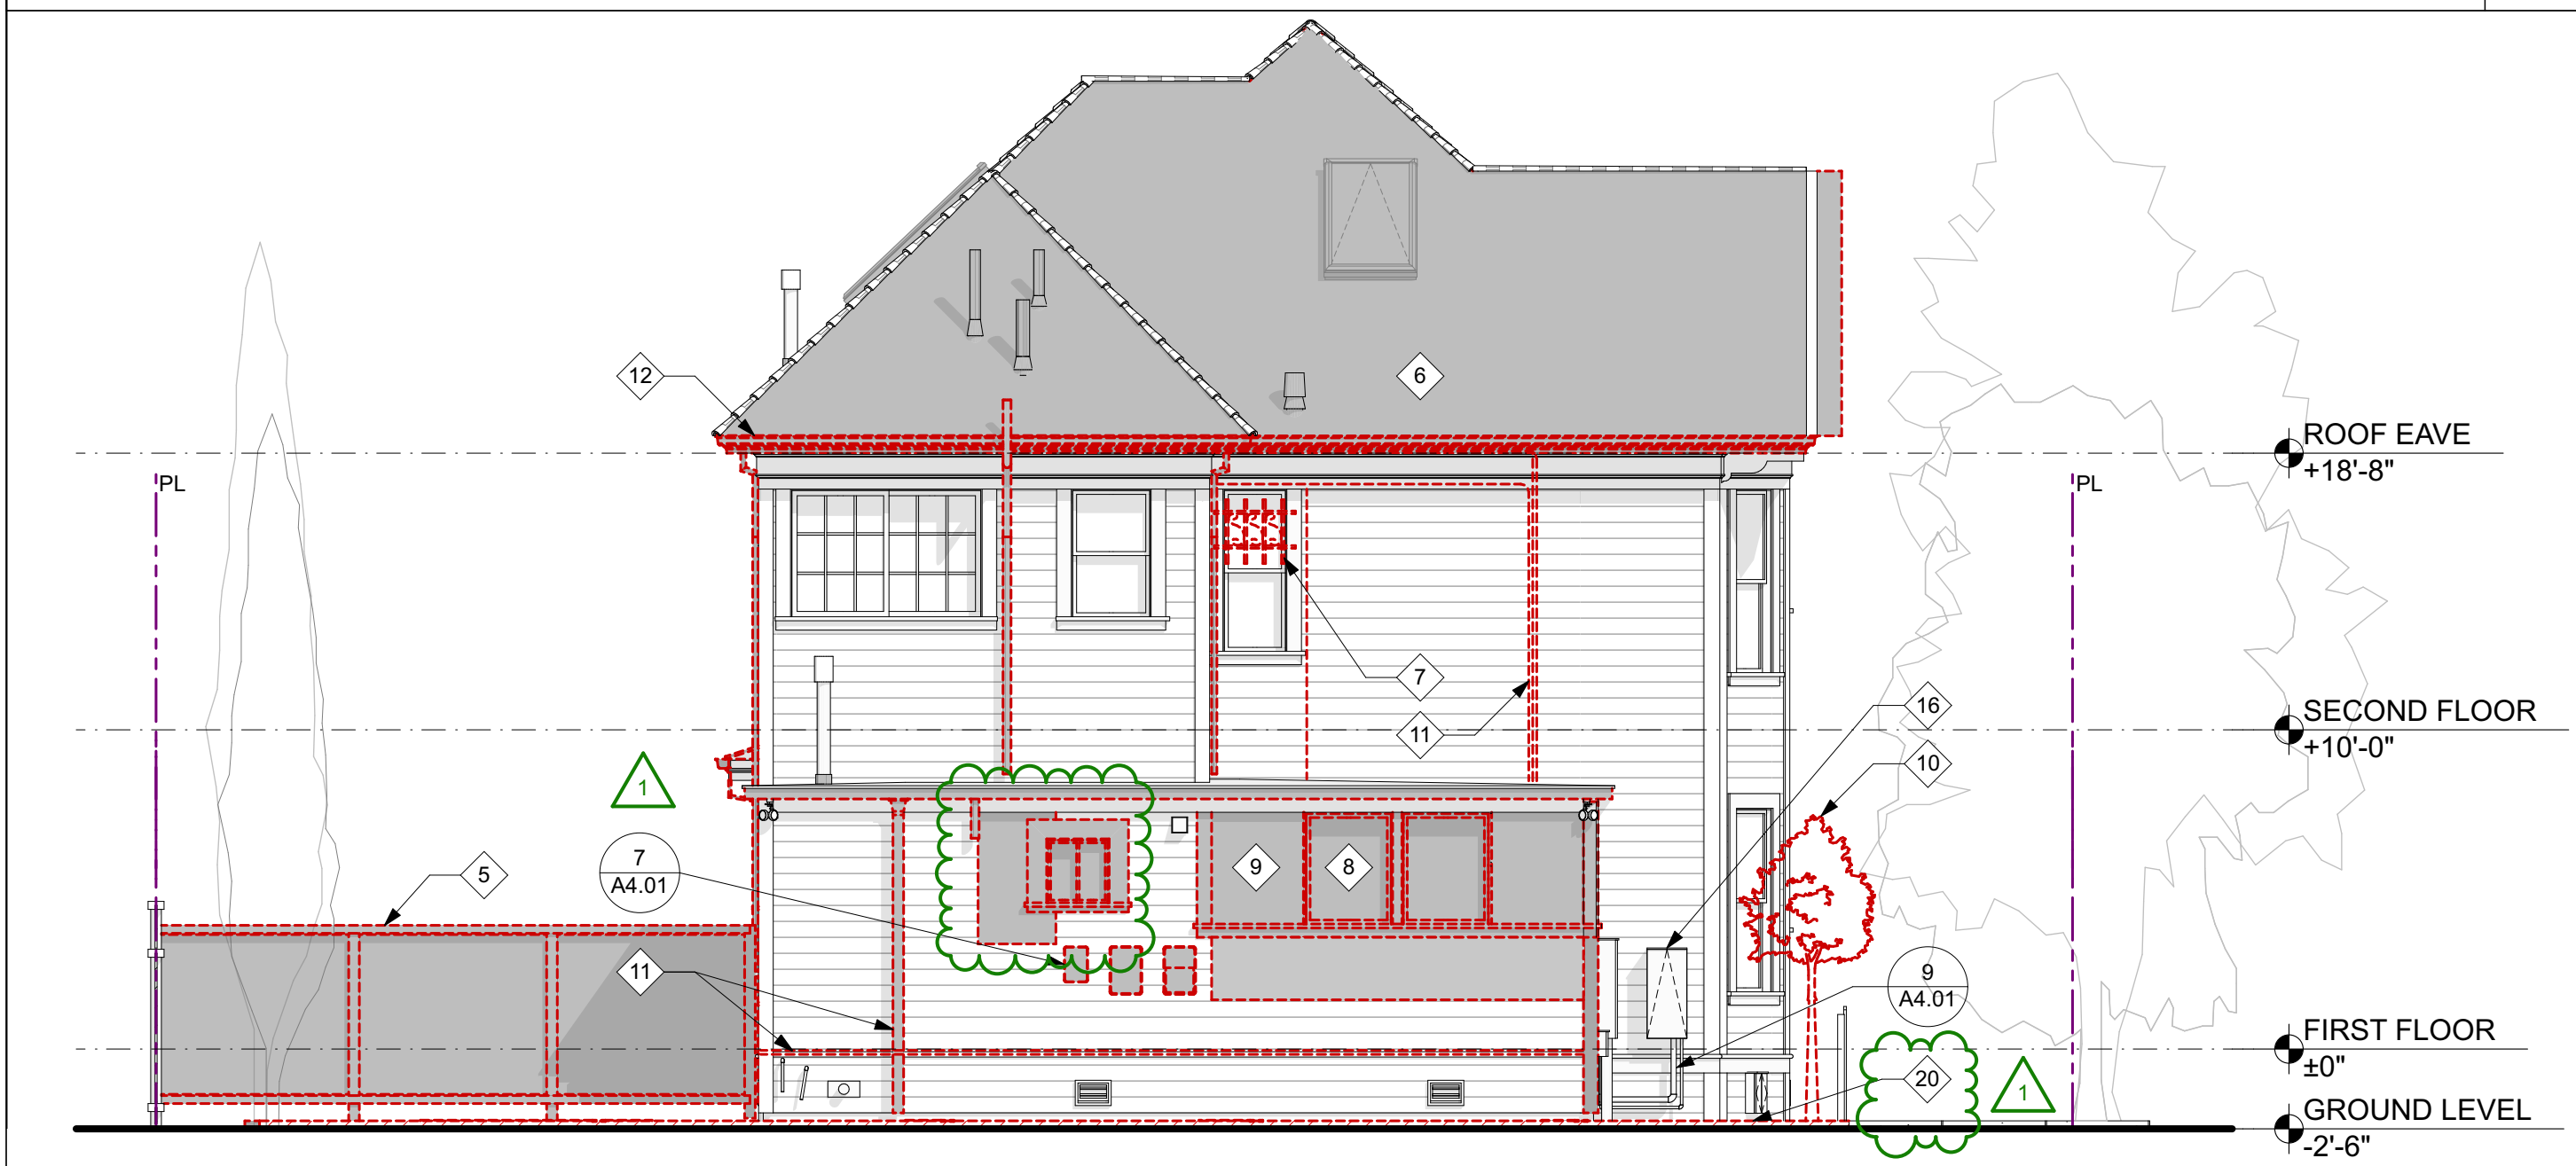 12
6
ROOF EAVE
+18'-8"
PL
PL
7
11
16
SECOND FLOOR
+10'-0"
10
1
7
A4.01
5
9
8
11
9
A4.01
FIRST FLOOR
±0"
20
1
GROUND LEVEL
-2'-6"